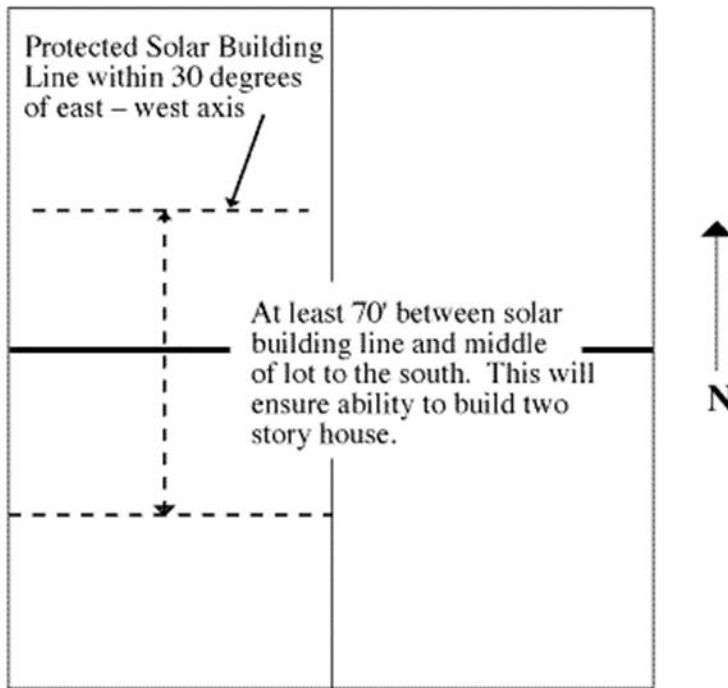 Protected Solar Building
Line within 30 degrees
of east – west axis
At least 70' between solar
building line and middle
of lot to the south. This will
ensure ability to build two
story house.
N